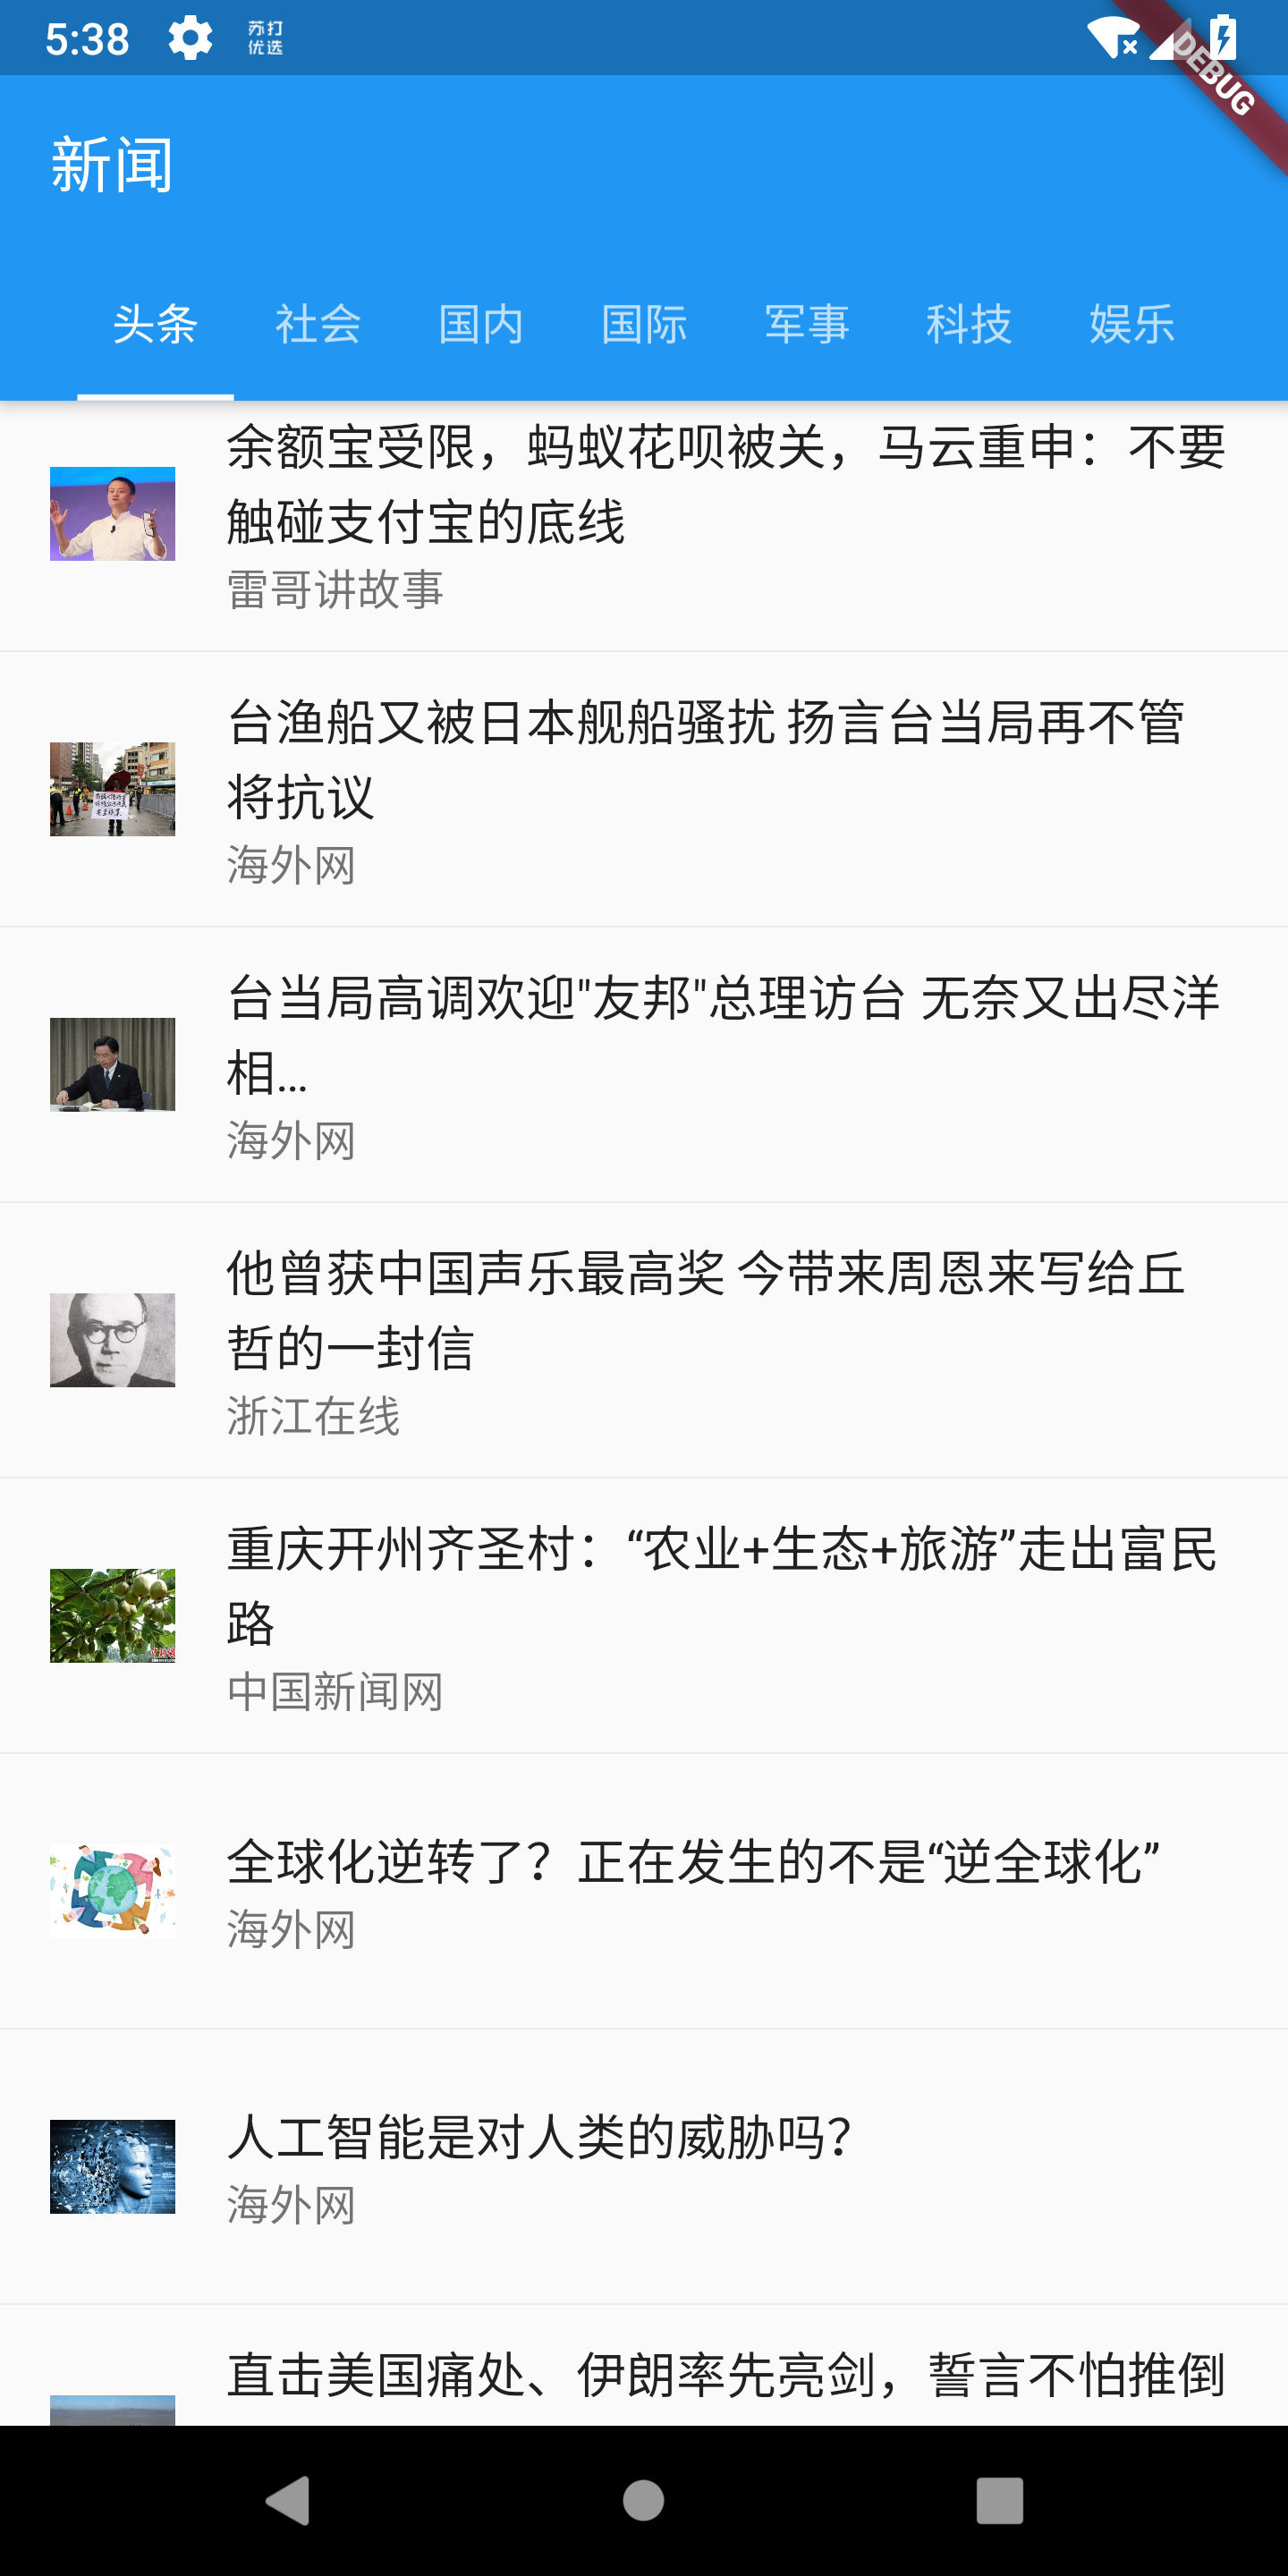 5:38
苏打
优选
DEBUG
新闻
头条 社会 国内 国际 军事 科技 娱乐
余额宝受限，蚂蚁花呗被关，马云重申：不要
触碰支付宝的底线
雷哥讲故事
台渔船又被日本舰船骚扰 扬言台当局再不管
将抗议
海外网
台当局高调欢迎"友邦"总理访台 无奈又出尽洋
相...
海外网
他曾获中国声乐最高奖 今带来周恩来写给丘
哲的一封信
浙江在线
重庆开州齐圣村：“农业+生态+旅游”走出富民
路
中国新闻网
全球化逆转了？正在发生的不是“逆全球化”
海外网
人工智能是对人类的威胁吗？
海外网
直击美国痛处、伊朗率先亮剑，誓言不怕推倒